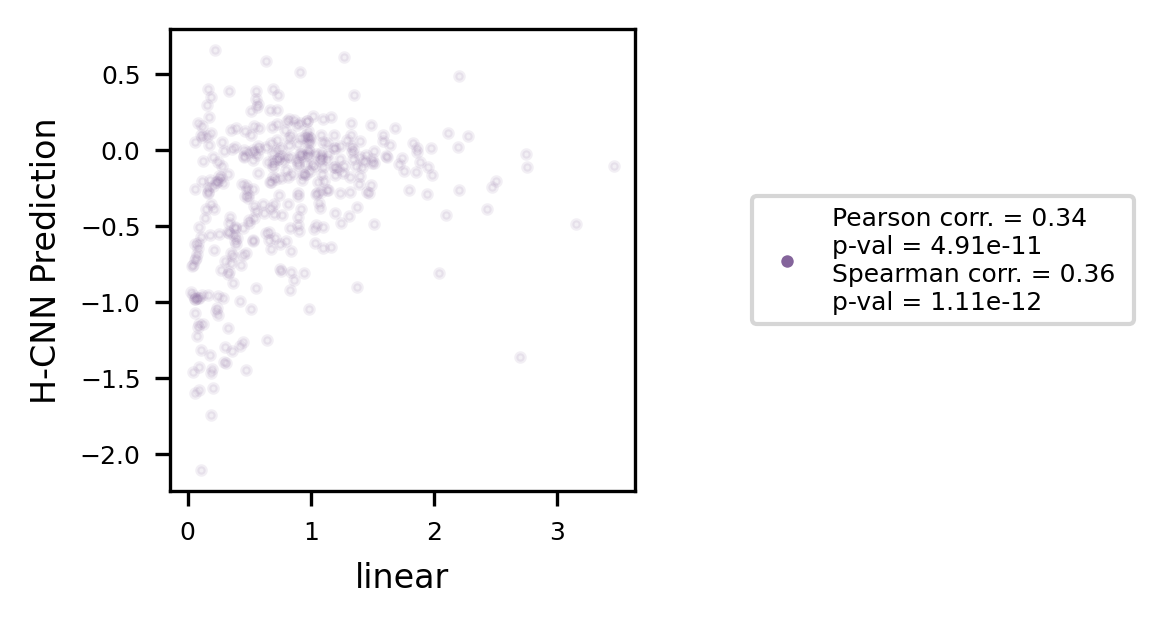 H-CNN Prediction
0.5
0.0
−0.5
−1.0
−1.5
−2.0
0 1 2 3
linear
Pearson corr. = 0.34
p-val = 4.91e-11
Spearman corr. = 0.36
p-val = 1.11e-12